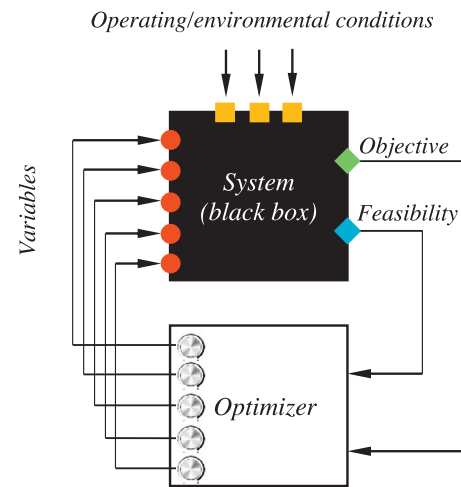 Operating/environmental conditions
Variables
System
(black box)
Objective
Feasibility
Optimizer